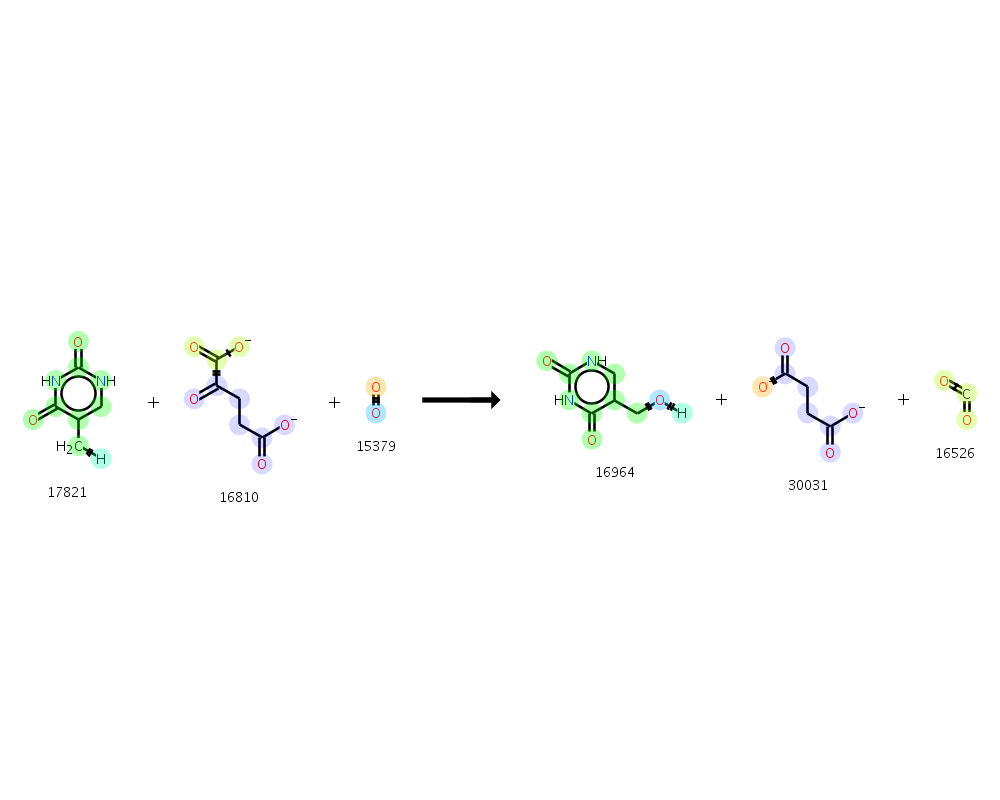 O HN NH O H₂C H
17821
+
O O⁻ O O⁻ O
16810
+
O O
15379
O NH HN O O H
16964
+
O O O⁻ O
30031
+
O C O
16526